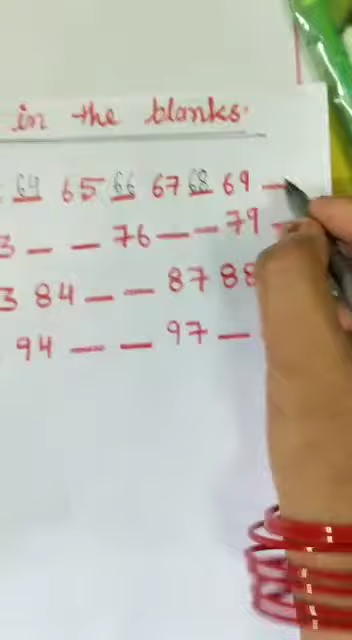 in the blanks.
64 65 66 67 68 69 _
3 _ _ 76 _ _ 79 _
3 84 _ _ 87 88
94 _ _ 97 _